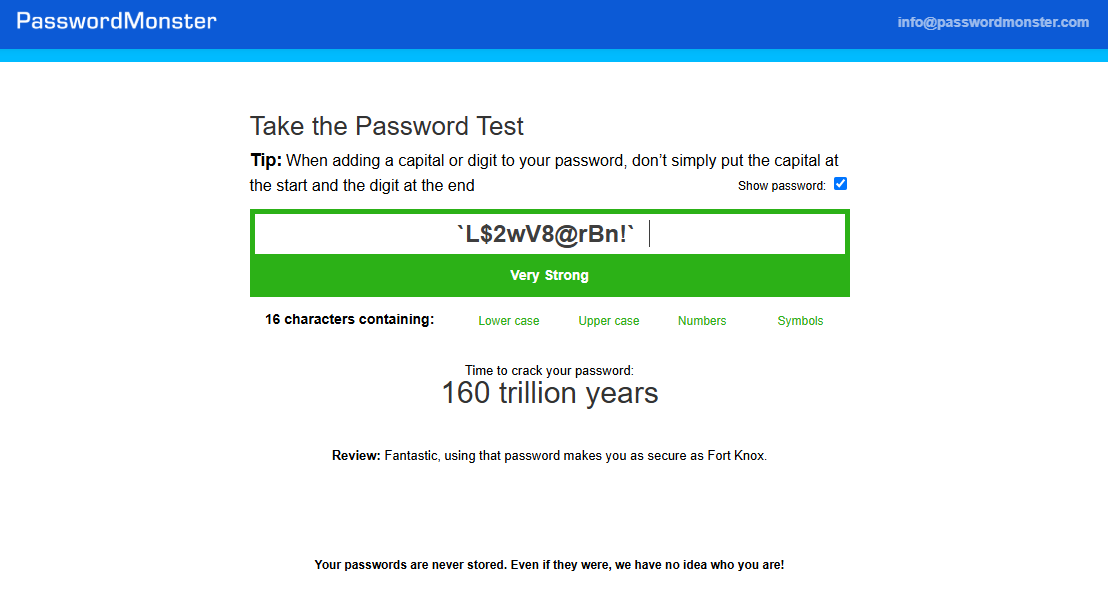 PasswordMonster
info@passwordmonster.com
Take the Password Test
Tip: When adding a capital or digit to your password, don’t simply put the capital at
the start and the digit at the end
Show password:
`L$2wV8@rBn!`
Very Strong
16 characters containing:
Lower case
Upper case
Numbers
Symbols
Time to crack your password:
160 trillion years
Review: Fantastic, using that password makes you as secure as Fort Knox.
Your passwords are never stored. Even if they were, we have no idea who you are!